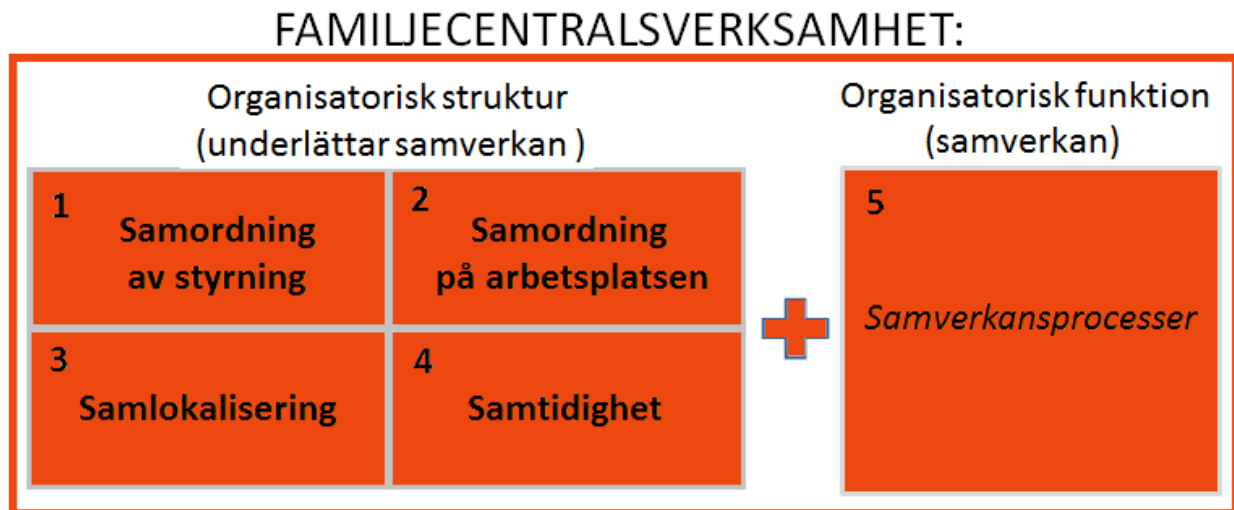 FAMILJECENTRALSVERKSAMHET:
Organisatorisk struktur
(underlättar samverkan )
Organisatorisk funktion
(samverkan)
1
Samordning
av styrning
2
Samordning
på arbetsplatsen
3
Samlokalisering
4
Samtidighet
5
Samverkansprocesser